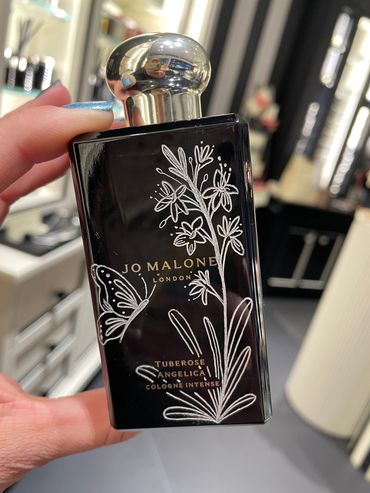 JO MALONE
LONDON
TUBEROSE
ANGELICA
COLOGNE INTENSE